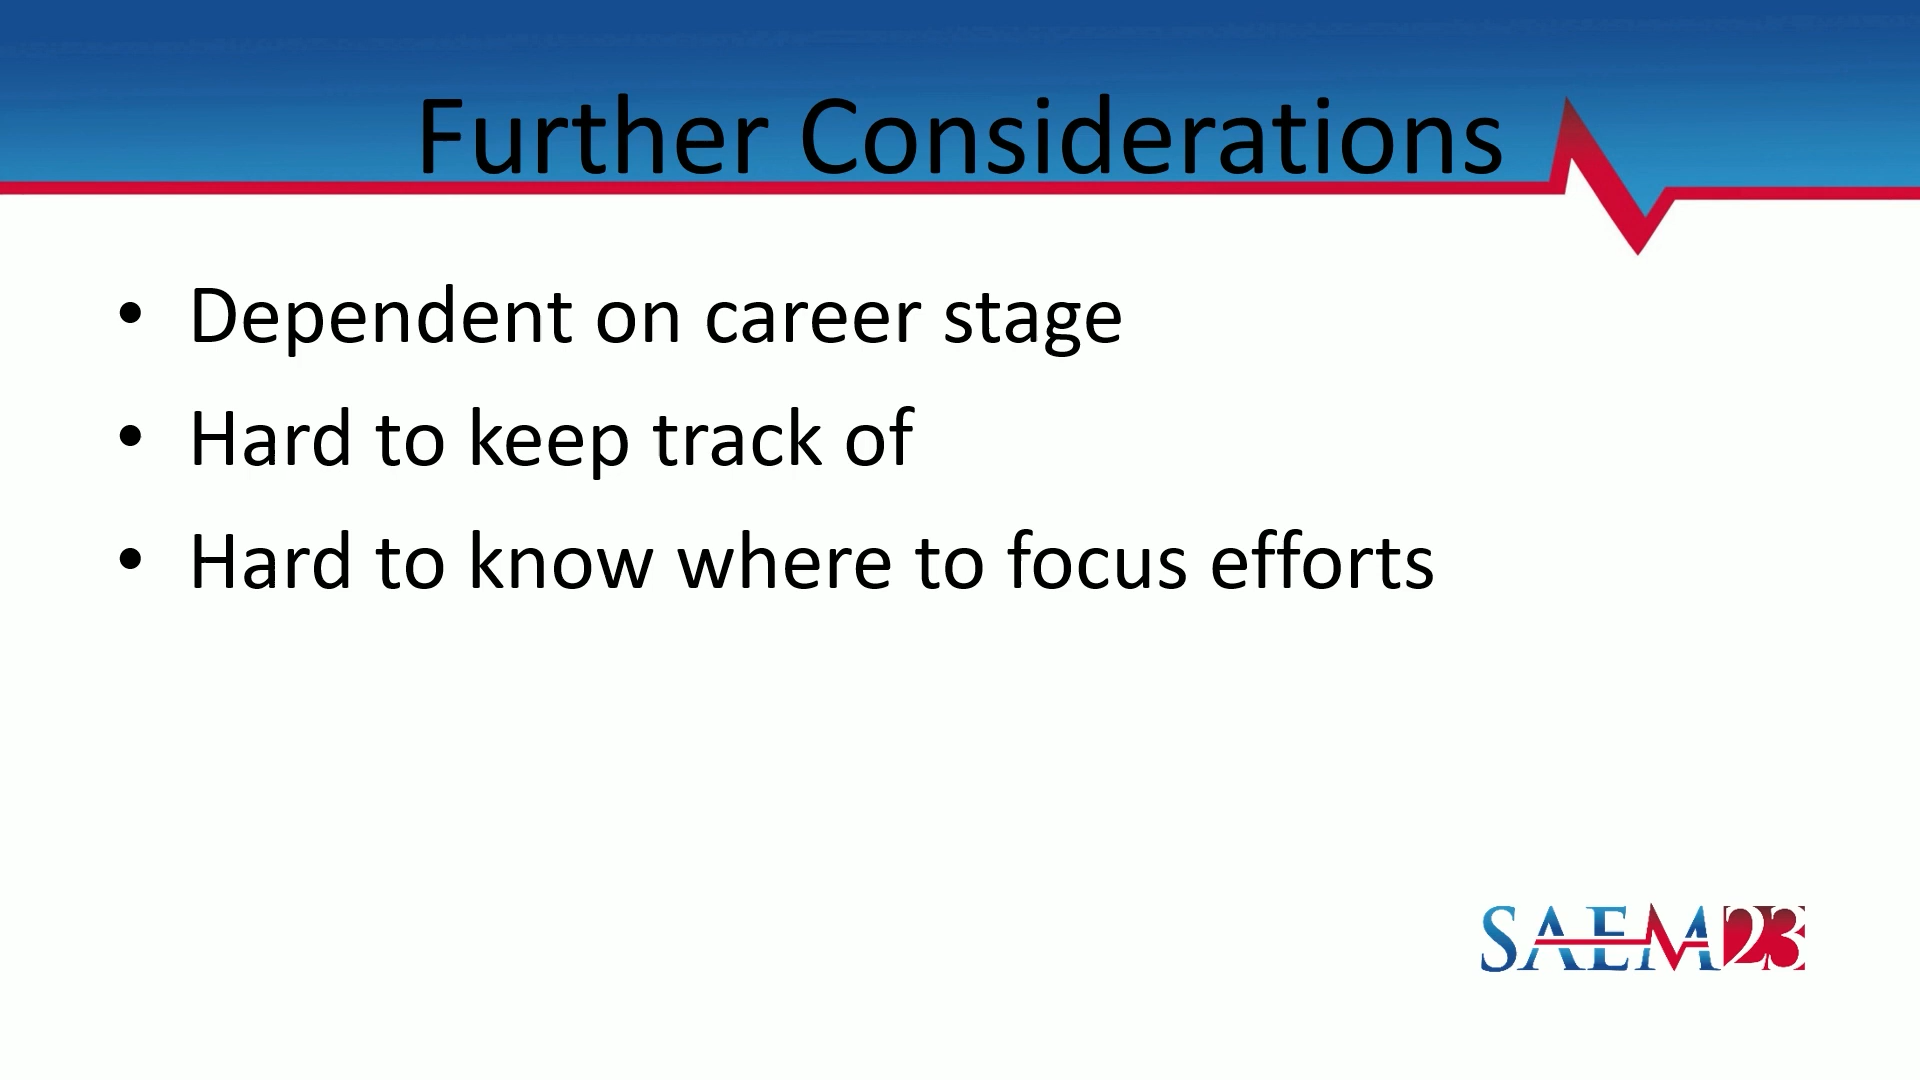 Further Considerations
• Dependent on career stage
• Hard to keep track of
• Hard to know where to focus efforts
SAEM23